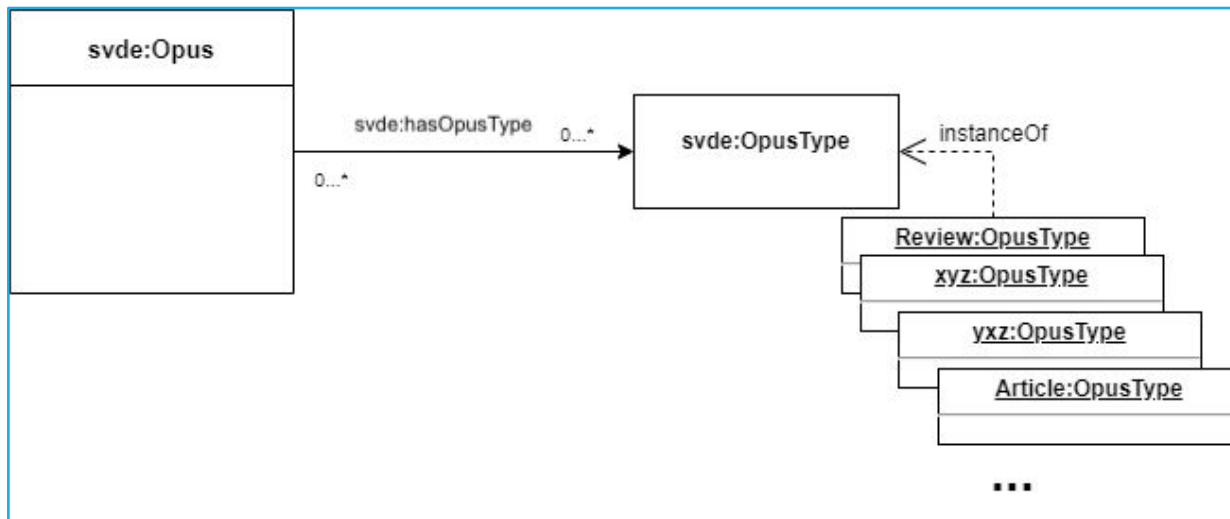 svde:Opus
svde:hasOpusType
0...*
0...*
svde:OpusType
instanceOf
Review:OpusType
xyz:OpusType
yxz:OpusType
Article:OpusType
...